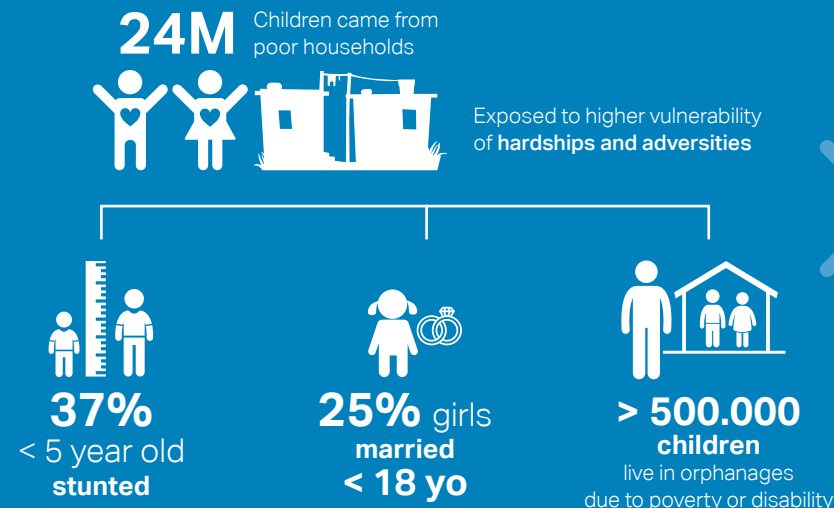 24M
Children came from
poor households
Exposed to higher vulnerability
of hardships and adversities
37%
< 5 year old
stunted
25% girls
married
< 18 yo
> 500.000
children
live in orphanages
due to poverty or disability